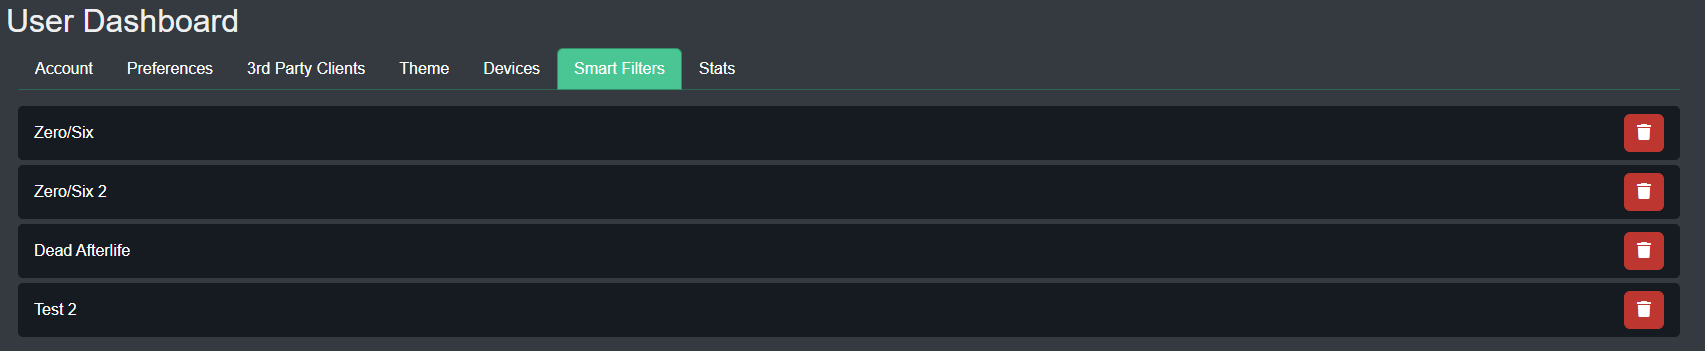 User Dashboard
Account Preferences 3rd Party Clients Theme Devices Smart Filters Stats
Zero/Six
Zero/Six 2
Dead Afterlife
Test 2